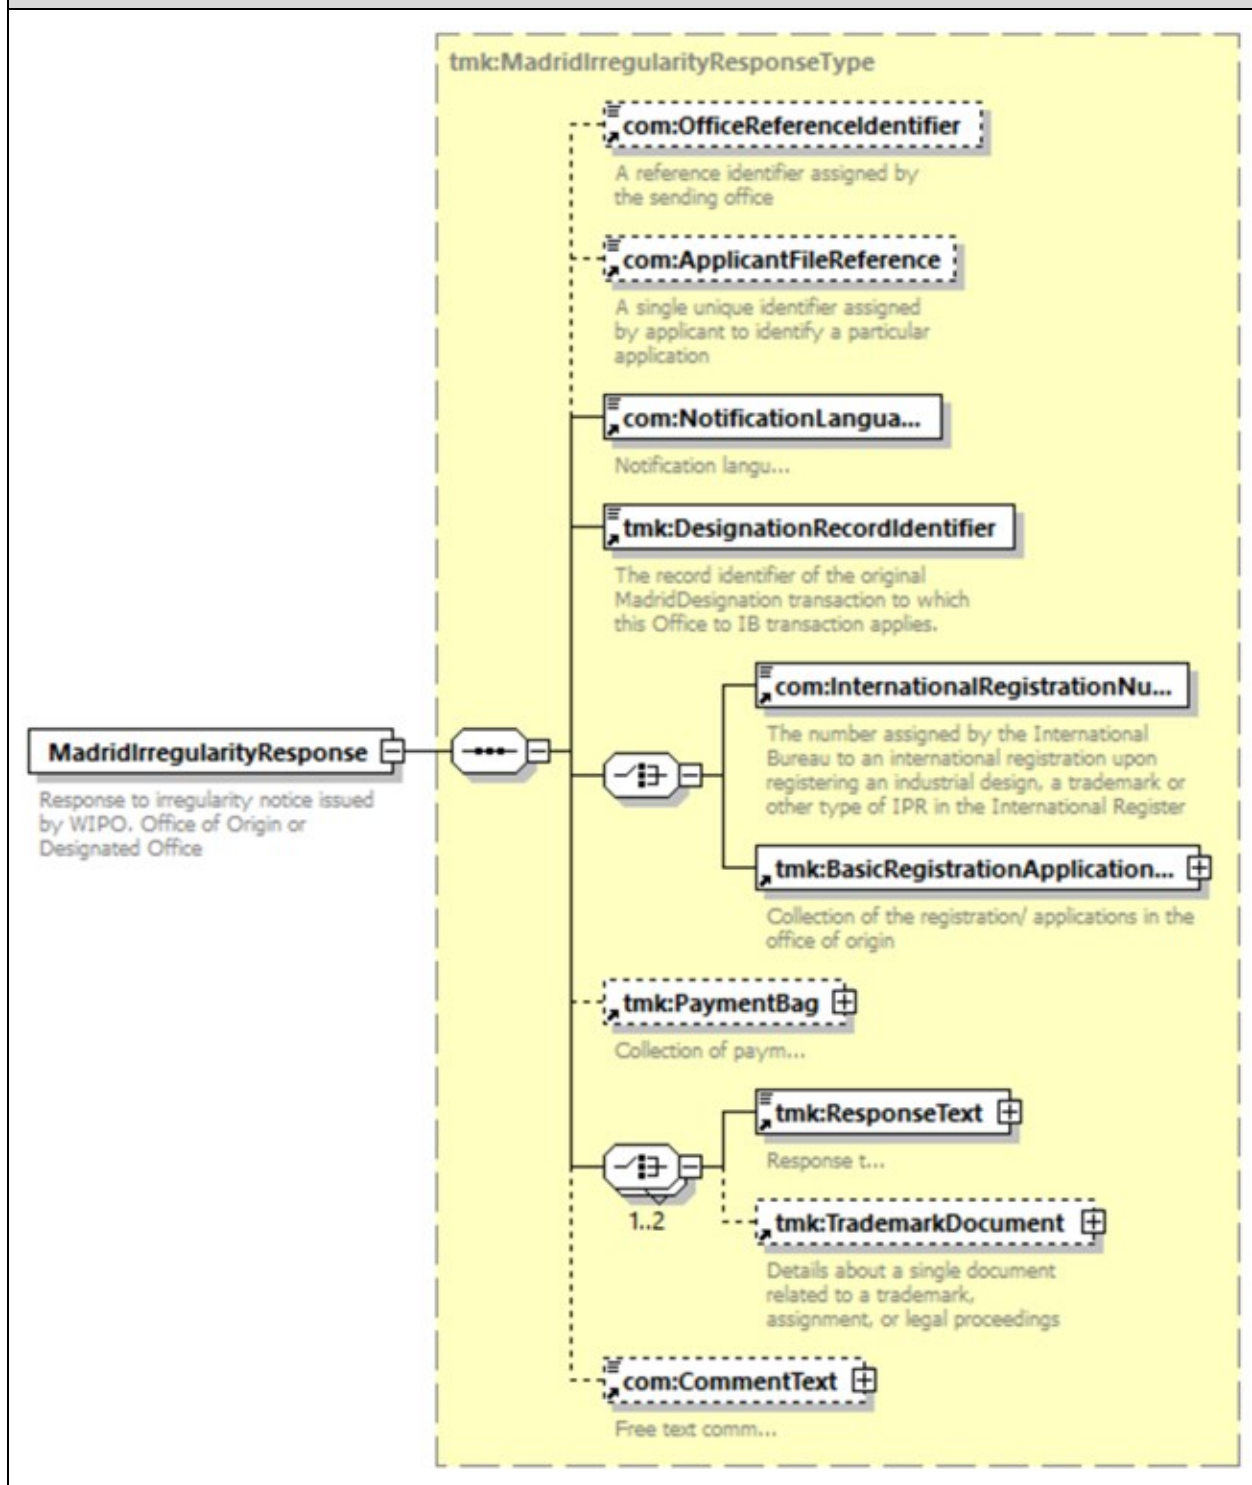 tmk:MadridIrregularityResponseType
com:OfficeReferenceIdentifier
A reference identifier assigned by
the sending office
com:ApplicantFileReference
A single unique identifier assigned
by applicant to identify a particular
application
com:NotificationLangua...
Notification langu...
tmk:DesignationRecordIdentifier
The record identifier of the original
MadridDesignation transaction to which
this Office to IB transaction applies.
com:InternationalRegistrationNu...
The number assigned by the International
Bureau to an international registration upon
registering an industrial design, a trademark or
other type of IPR in the International Register
MadridIrregularityResponse
Response to irregularity notice issued
by WIPO. Office of Origin or
Designated Office
tmk:BasicRegistrationApplication...
Collection of the registration/ applications in the
office of origin
tmk:PaymentBag
Collection of paym...
tmk:ResponseText
Response t...
1..2
tmk:TrademarkDocument
Details about a single document
related to a trademark,
assignment, or legal proceedings
com:CommentText
Free text comm...